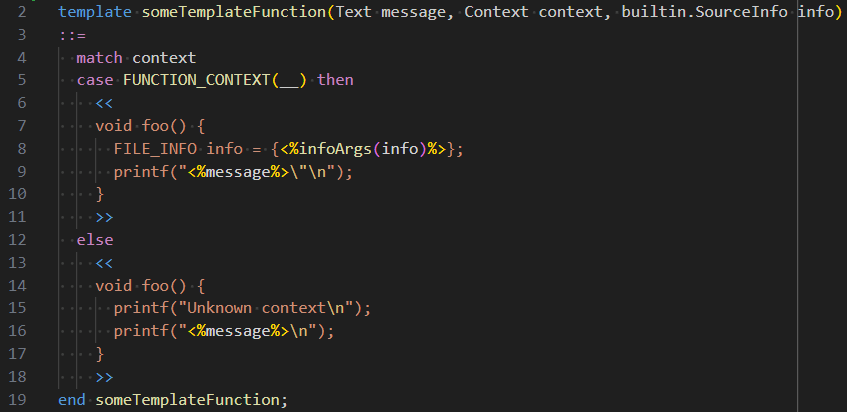 2 template someTemplateFunction(Text message, Context context, builtin.SourceInfo info)
3 ::=
4   match context
5   case FUNCTION_CONTEXT(__) then
6     <<
7     void foo() {
8       FILE_INFO info = {<%infoArgs(info)%>};
9       printf("<%message%>\"\n");
10     }
11     >>
12   else
13     <<
14     void foo() {
15       printf("Unknown context\n");
16       printf("<%message%>\n");
17     }
18     >>
19 end someTemplateFunction;